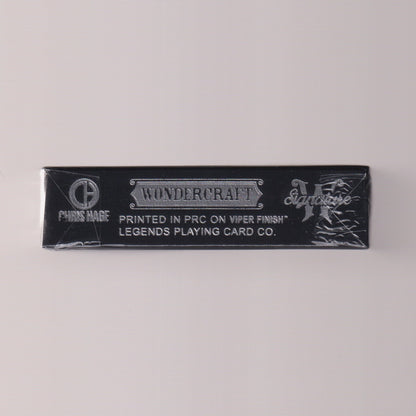 CHRIS HAGE
WONDERCRAFT
PRINTED IN PRC ON VIPER FINISH™
LEGENDS PLAYING CARD CO.
W
Signature